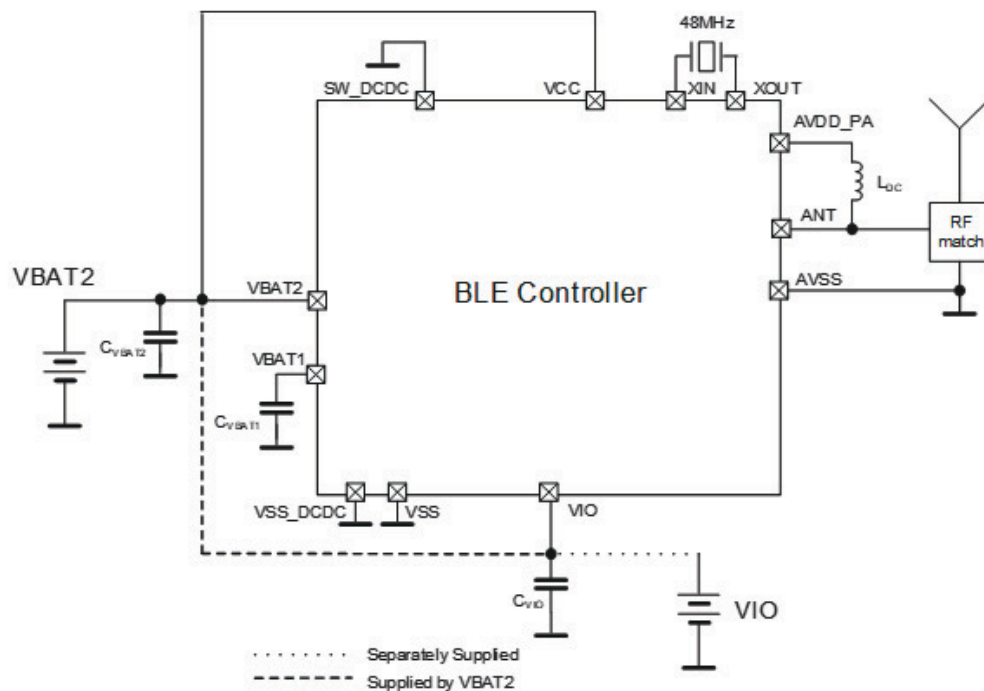 48MHz
SW_DCDC
VCC
XIN
XOUT
AVDD_PA
LDC
ANT
RF
match
VBAT2
VBAT2
BLE Controller
AVSS
CVBAT2
VBAT1
CVBAT1
VSS_DCDC
VSS
VIO
CVIO
VIO
Separately Supplied
Supplied by VBAT2